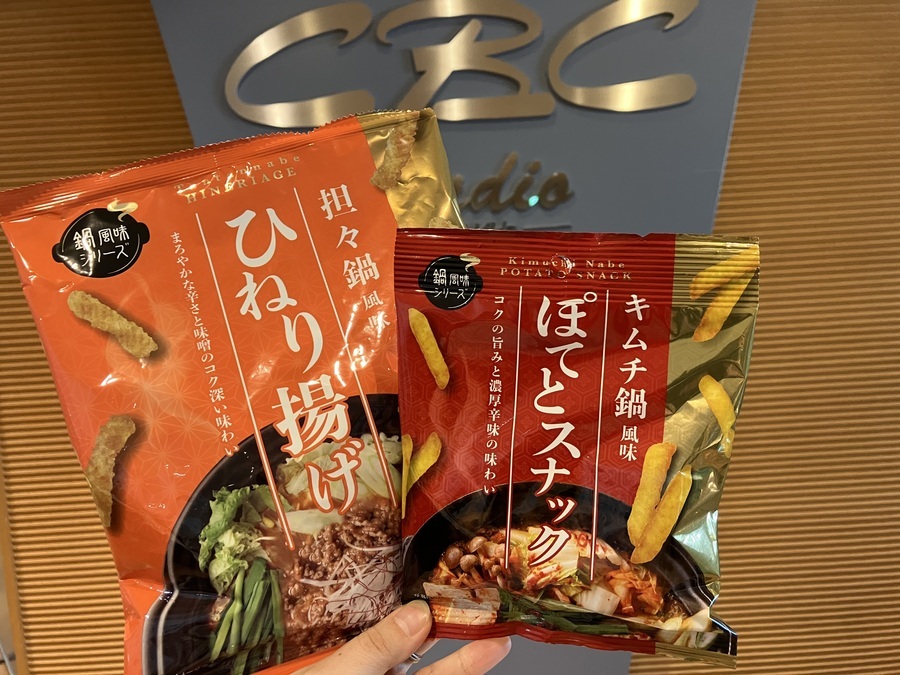 CBC
鍋風味
シリーズ
HINERIAGE
担々鍋風味
ひねり揚げ
まろやかな辛さと味噌のコク深い味わい
鍋風味
シリーズ
Kimuchi Nabe
POTATO SNACK
キムチ鍋風味
ぽてとスナック
コクの旨みと濃厚辛味の味わい